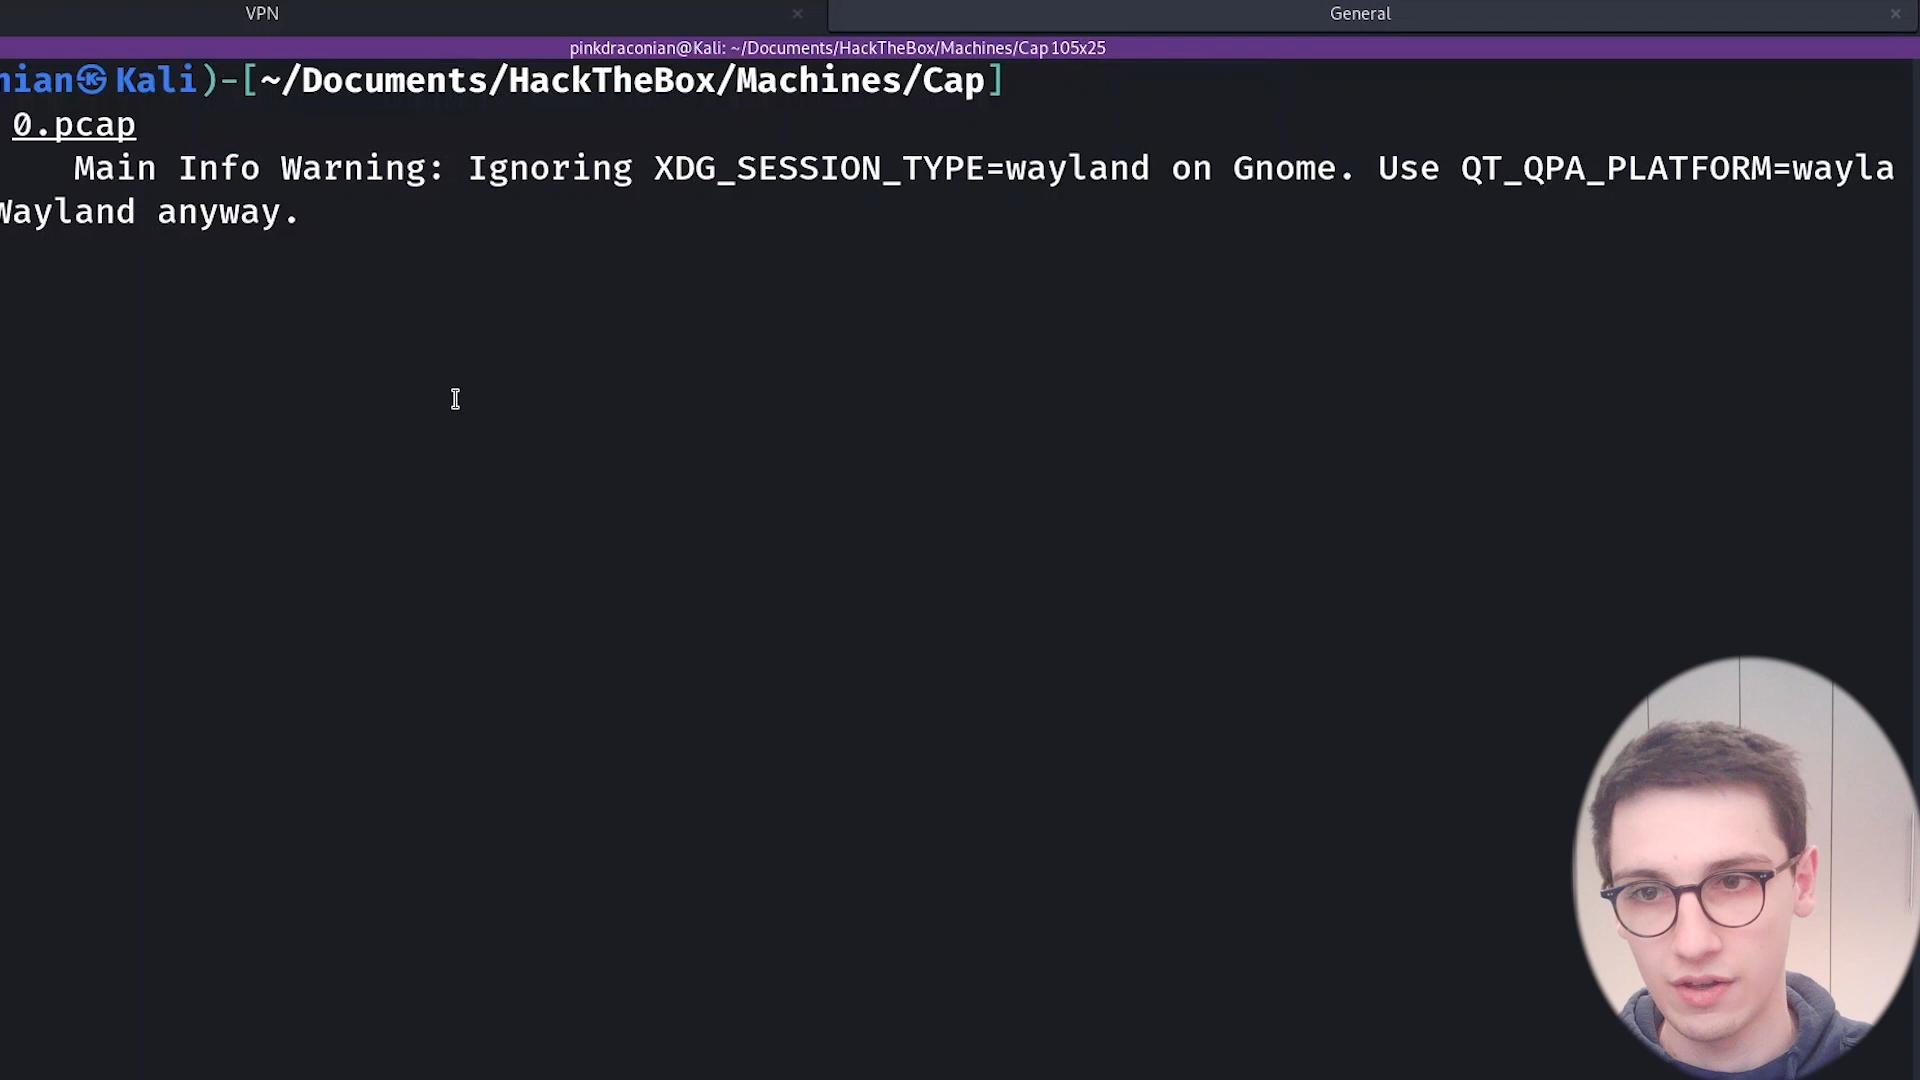 VPN
General
pinkdraconian@Kali: ~/Documents/HackTheBox/Machines/Cap 105x25
nian㉿Kali)-[~/Documents/HackTheBox/Machines/Cap]
0.pcap
Main Info Warning: Ignoring XDG_SESSION_TYPE=wayland on Gnome. Use QT_QPA_PLATFORM=wayla
Wayland anyway.